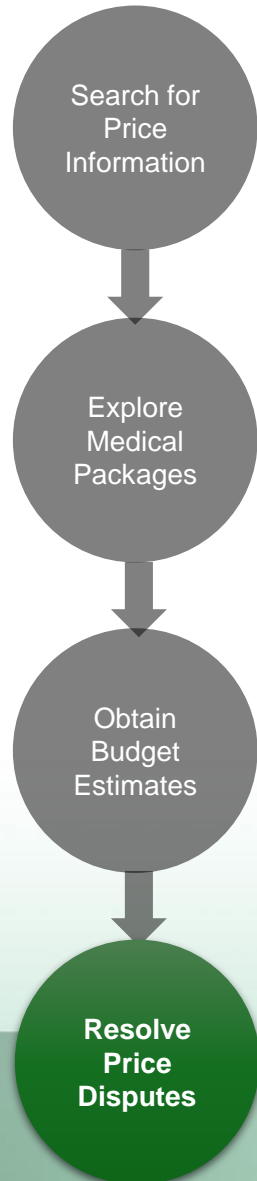 Search for
Price
Information
Explore
Medical
Packages
Obtain
Budget
Estimates
Resolve
Price
Disputes